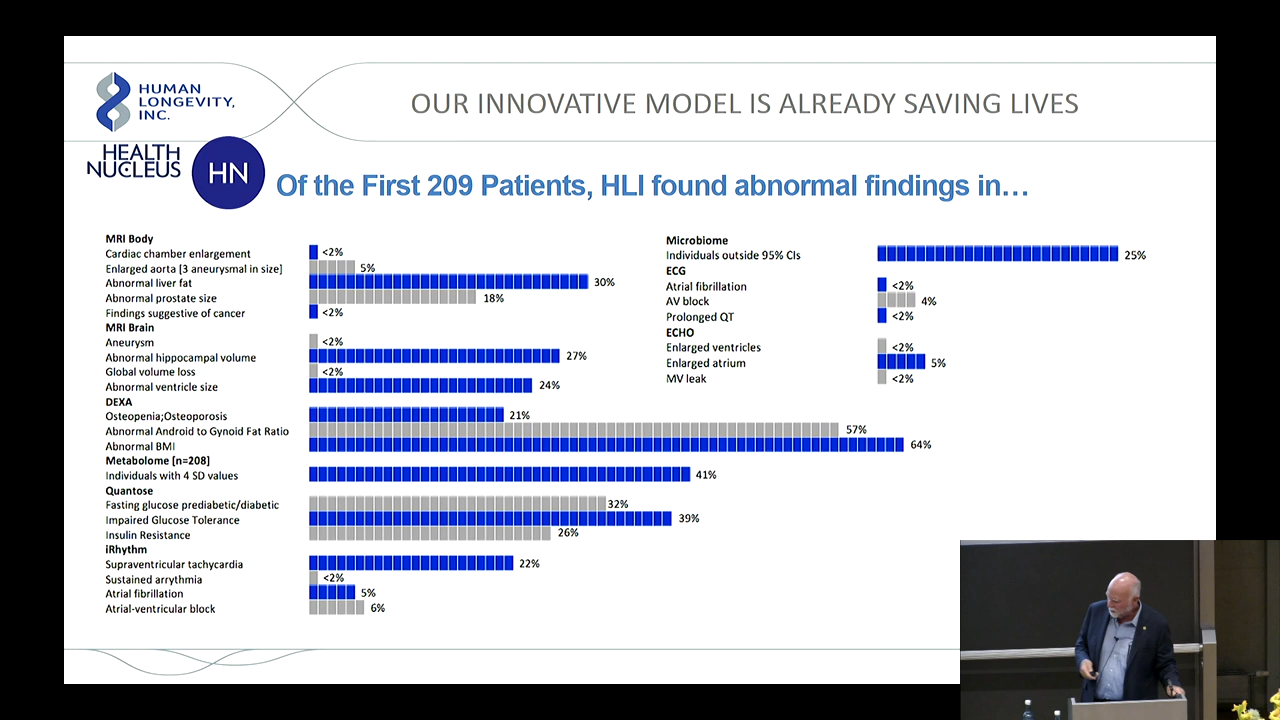 HUMAN
LONGEVITY,
INC.
OUR INNOVATIVE MODEL IS ALREADY SAVING LIVES
HEALTH
NUCLEUS
HN
Of the First 209 Patients, HLI found abnormal findings in…
MRI Body
Cardiac chamber enlargement <2%
Enlarged aorta [3 aneurysmal in size] 5%
Abnormal liver fat 30%
Abnormal prostate size 18%
Findings suggestive of cancer <2%
MRI Brain
Aneurysm <2%
Abnormal hippocampal volume 27%
Global volume loss <2%
Abnormal ventricle size 24%
DEXA
Osteopenia;Osteoporosis 21%
Abnormal Android to Gynoid Fat Ratio 57%
Abnormal BMI 64%
Metabolome [n=208]
Individuals with 4 SD values 41%
Quantose
Fasting glucose prediabetic/diabetic 32%
Impaired Glucose Tolerance 39%
Insulin Resistance 26%
iRhythm
Supraventricular tachycardia 22%
Sustained arrythmia <2%
Atrial fibrillation 5%
Atrial-ventricular block 6%
Microbiome
Individuals outside 95% CIs 25%
ECG
Atrial fibrillation <2%
AV block 4%
Prolonged QT <2%
ECHO
Enlarged ventricles <2%
Enlarged atrium 5%
MV leak <2%